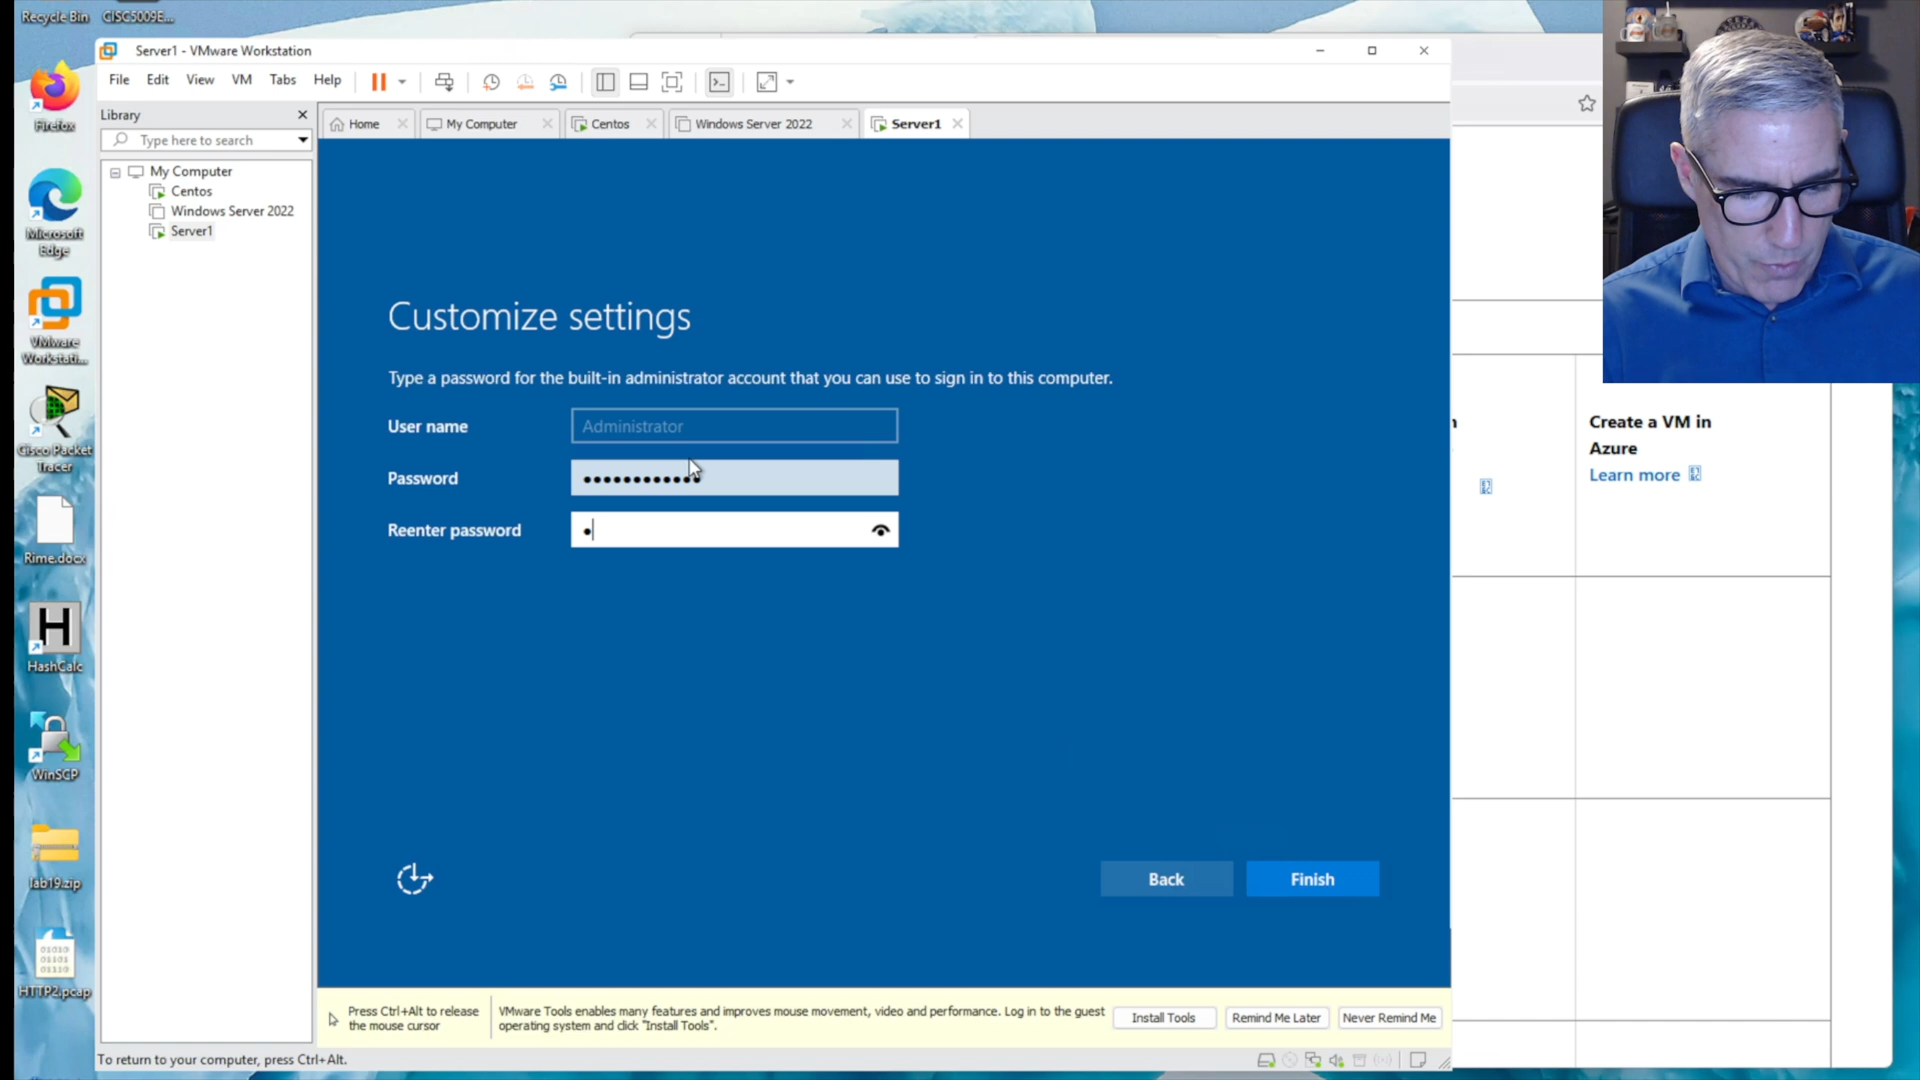 Recycle Bin
CISC5009E...
Server1 - VMware Workstation
File Edit View VM Tabs Help
Library
Type here to search
My Computer
Centos
Windows Server 2022
Server1
Home
My Computer
Centos
Windows Server 2022
Server1
Firefox
Microsoft
Edge
VMware
Workstati...
Cisco Packet
Tracer
Rime.docx
H
HashCalc
WinSCP
lab19.zip
01010
01101
01110
HTTP2.pcap
Customize settings
Type a password for the built-in administrator account that you can use to sign in to this computer.
User name
Administrator
Password
Reenter password
Back
Finish
Create a VM in
Azure
Learn more
Press Ctrl+Alt to release
the mouse cursor
VMware Tools enables many features and improves mouse movement, video and performance. Log in to the guest
operating system and click "Install Tools".
Install Tools
Remind Me Later
Never Remind Me
To return to your computer, press Ctrl+Alt.